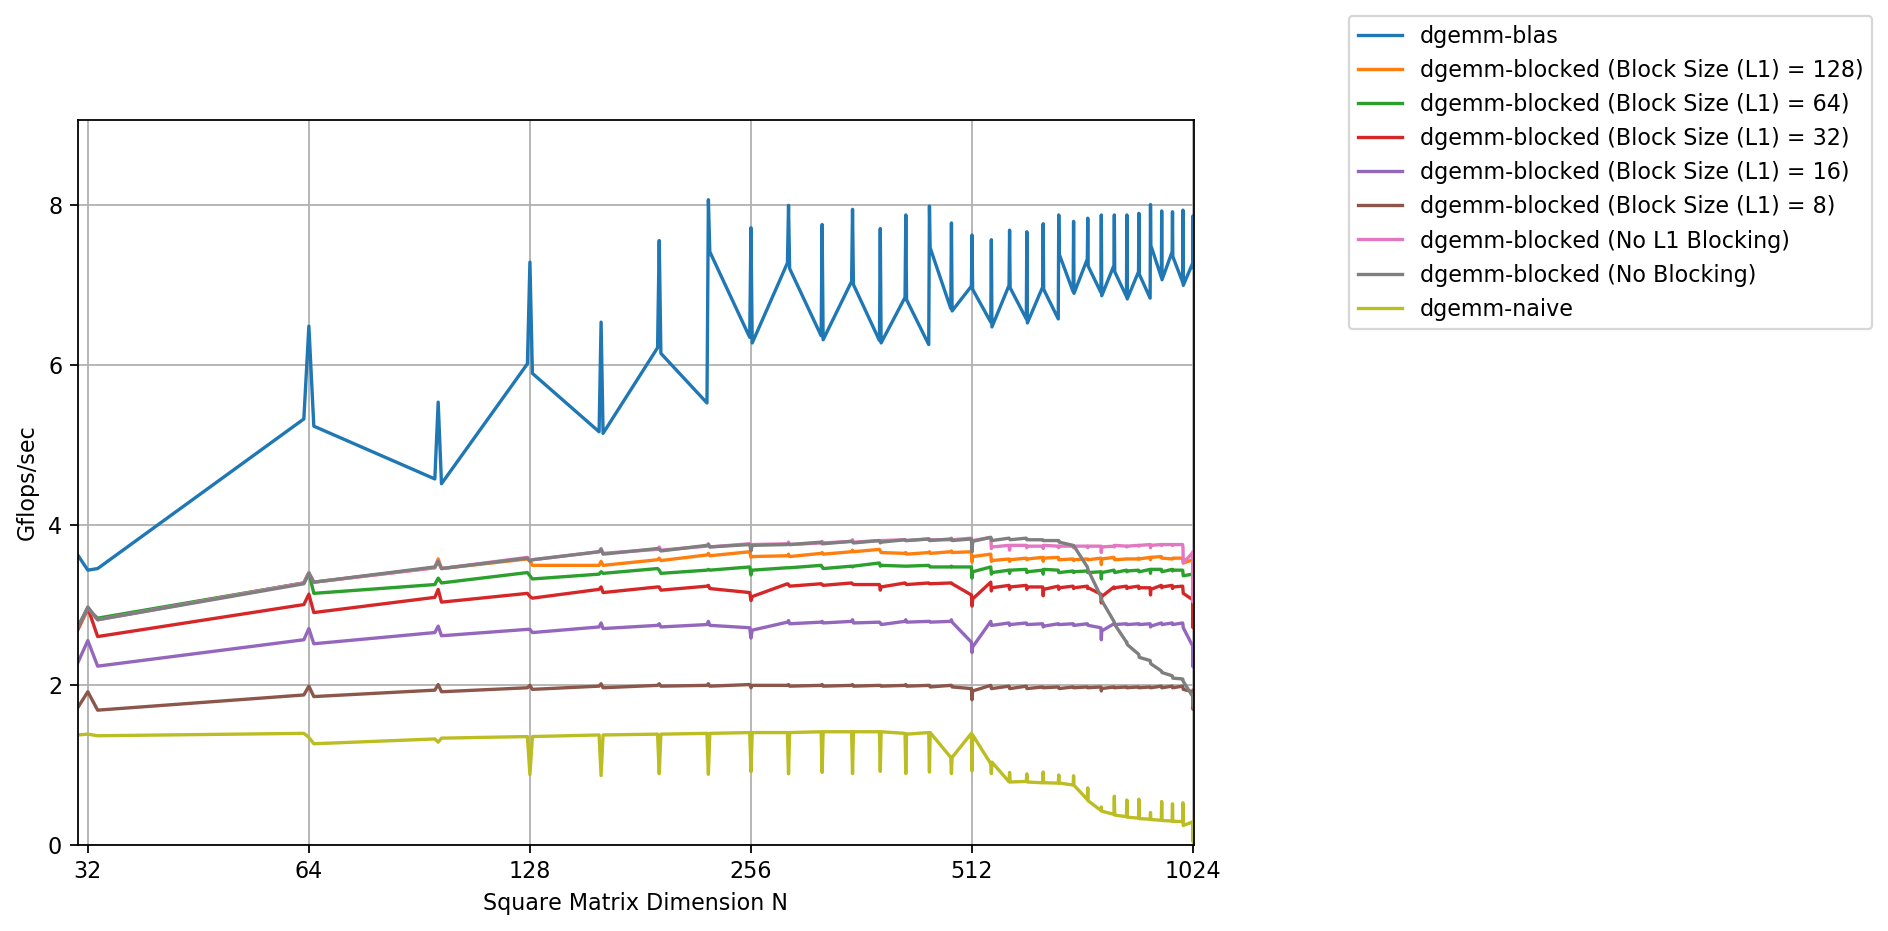 dgemm-blas
dgemm-blocked (Block Size (L1) = 128)
dgemm-blocked (Block Size (L1) = 64)
dgemm-blocked (Block Size (L1) = 32)
dgemm-blocked (Block Size (L1) = 16)
dgemm-blocked (Block Size (L1) = 8)
dgemm-blocked (No L1 Blocking)
dgemm-blocked (No Blocking)
dgemm-naive
8
6
4
2
0
Gflops/sec
32 64 128 256 512 1024
Square Matrix Dimension N